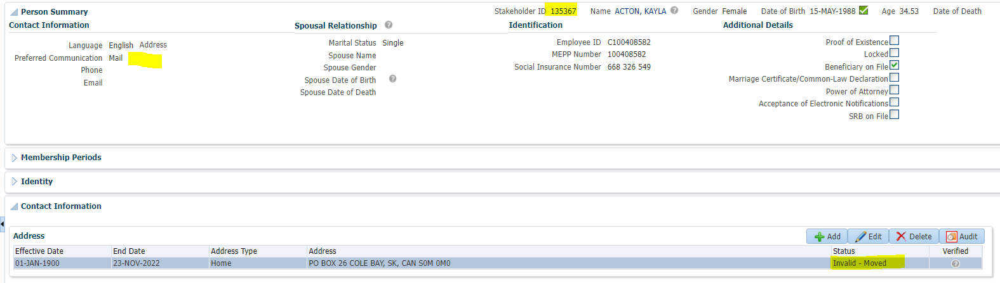 Person Summary Stakeholder ID 135367 Name ACTON, KAYLA Gender Female Date of Birth 15-MAY-1988 Age 34.53 Date of Death
Contact Information Spousal Relationship Identification Additional Details
Language English Address Marital Status Single Employee ID C100408582 Proof of Existence
Preferred Communication Mail Spouse Name MEPP Number 100408582 Locked
Phone Spouse Gender Social Insurance Number 668 326 549 Beneficiary on File
Email Spouse Date of Birth Marriage Certificate/Common-Law Declaration
Spouse Date of Death Power of Attorney
Acceptance of Electronic Notifications
SRB on File
Membership Periods
Identity
Contact Information
Address Add Edit Delete Audit
Effective Date End Date Address Type Address Status Verified
01-JAN-1900 23-NOV-2022 Home PO BOX 26 COLE BAY, SK, CAN S0M 0M0 Invalid - Moved